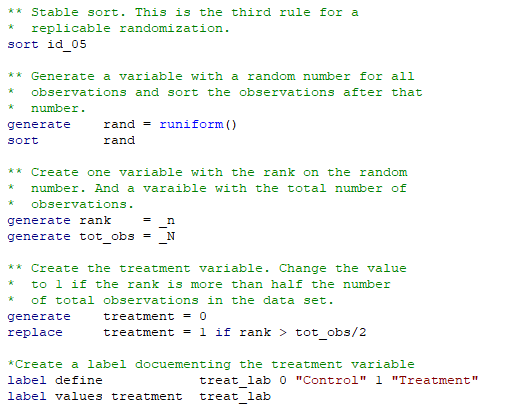 ** Stable sort. This is the third rule for a
* replicable randomization.
sort id_05
** Generate a variable with a random number for all
* observations and sort the observations after that
* number.
generate rand = runiform()
sort rand
** Create one variable with the rank on the random
* number. And a varaible with the total number of
* observations.
generate rank = _n
generate tot_obs = _N
** Create the treatment variable. Change the value
* to 1 if the rank is more than half the number
* of total observations in the data set.
generate treatment = 0
replace treatment = 1 if rank > tot_obs/2
*Create a label docuementing the treatment variable
label define treat_lab 0 "Control" 1 "Treatment"
label values treatment treat_lab